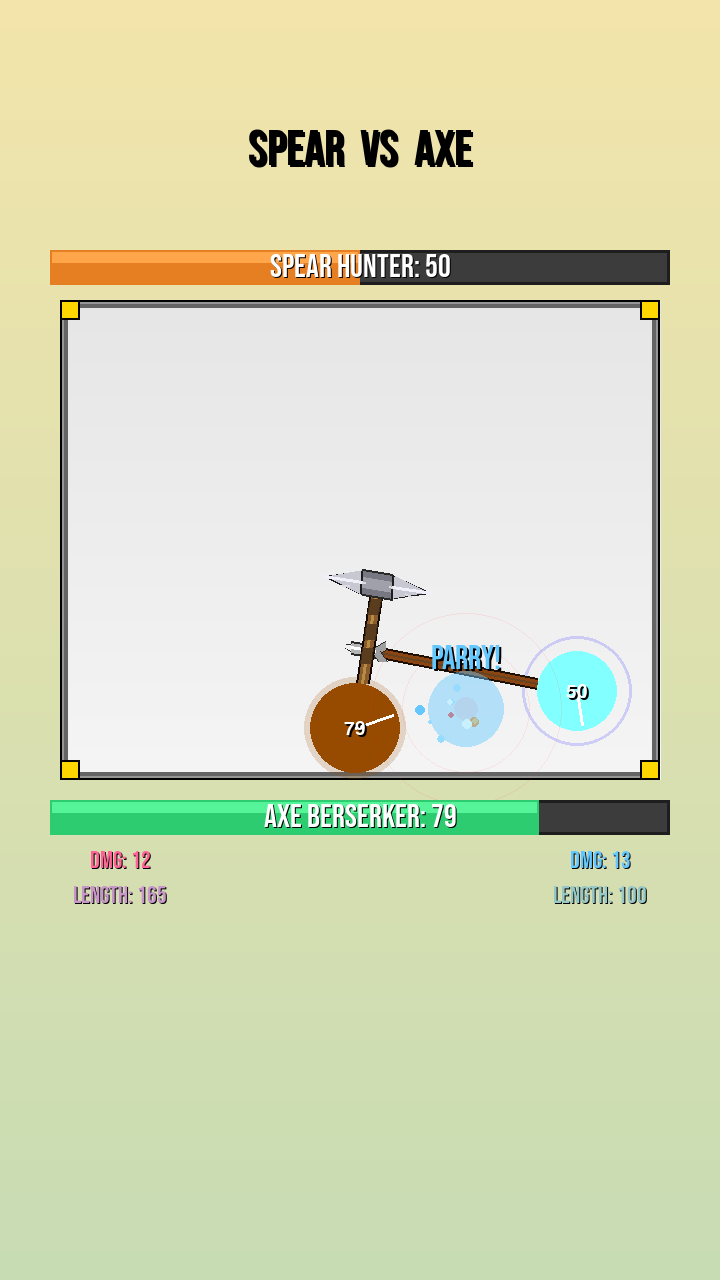 SPEAR VS AXE
SPEAR HUNTER: 50
PARRY!
50
79
AXE BERSERKER: 79
DMG: 12
DMG: 13
LENGTH: 165
LENGTH: 100